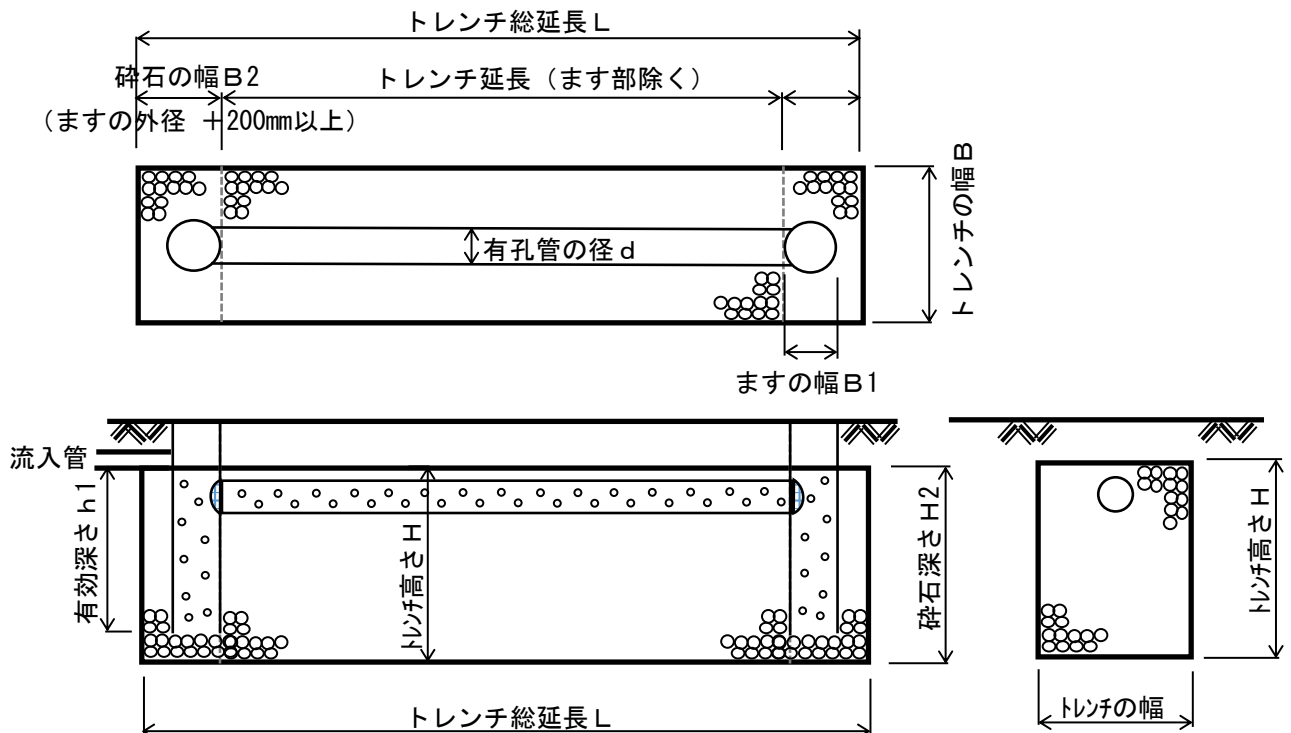 トレンチ総延長L
砕石の幅B2
トレンチ延長（ます部除く）
（ますの外径 ＋200mm以上）
トレンチの幅B
有孔管の径d
ますの幅B1
流入管
有効深さh1
トレンチ高さH
砕石深さH2
トレンチ高さH
トレンチ総延長L
トレンチの幅